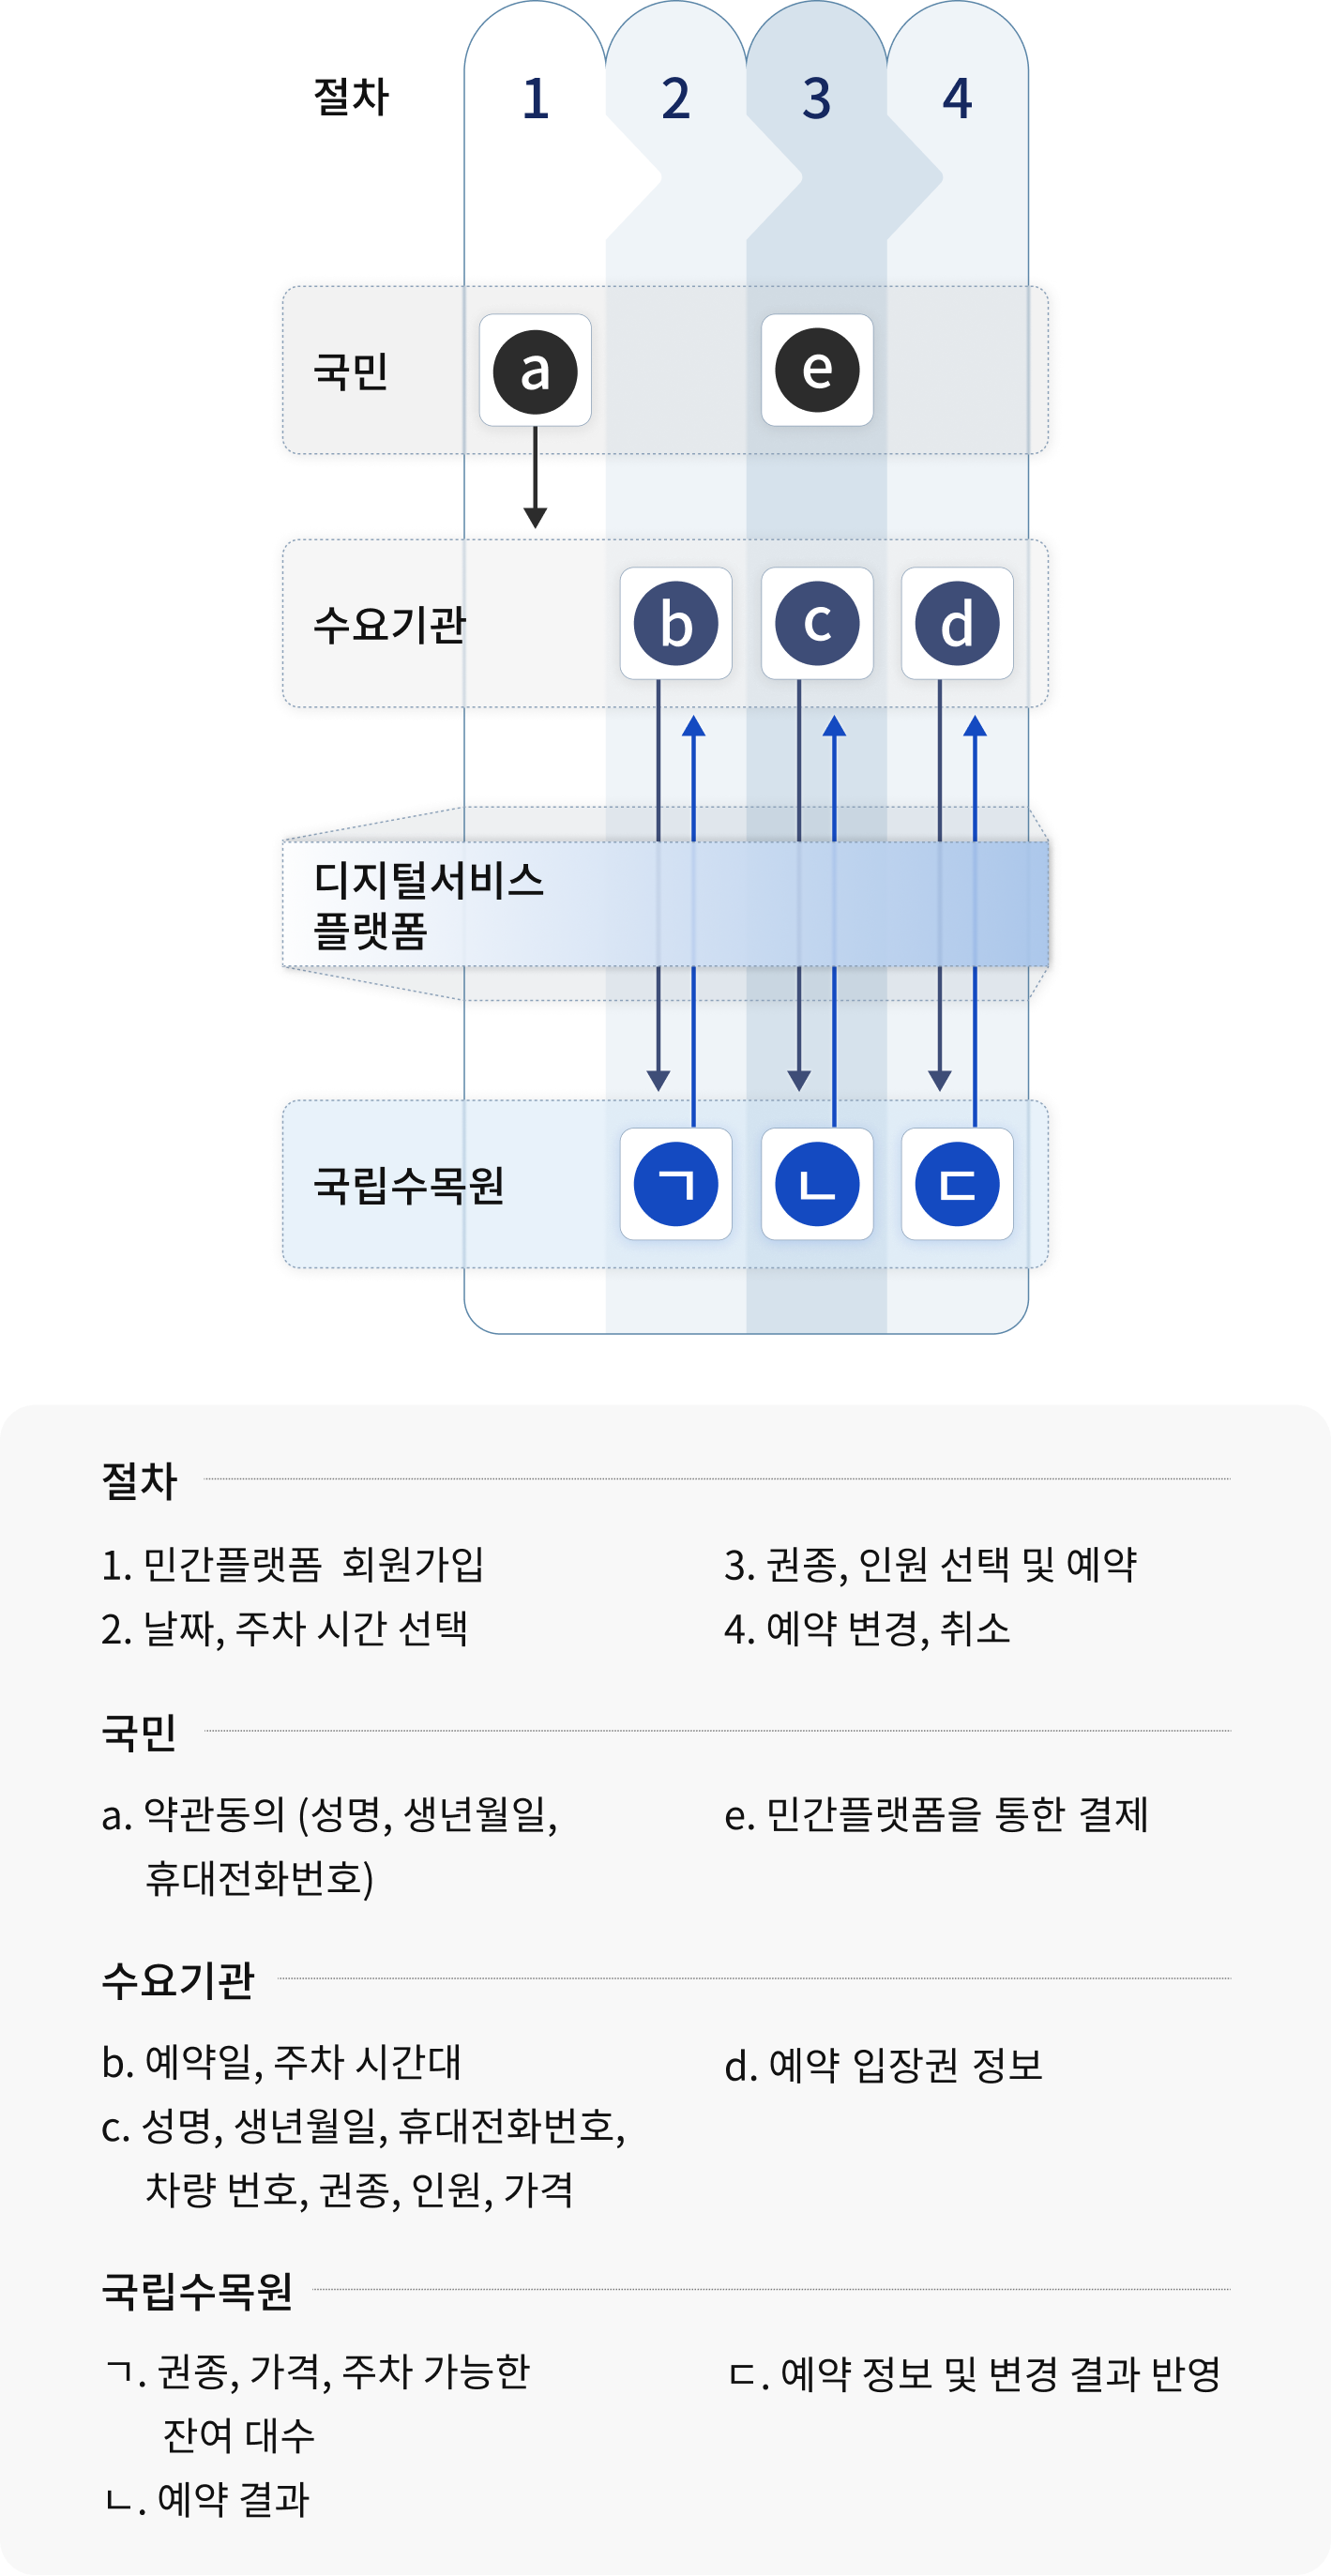 절차 1 2 3 4
국민 a e
수요기관 b c d
디지털서비스
플랫폼
국립수목원 ㄱ ㄴ ㄷ
절차
1. 민간플랫폼 회원가입
2. 날짜, 주차 시간 선택
3. 권종, 인원 선택 및 예약
4. 예약 변경, 취소
국민
a. 약관동의 (성명, 생년월일,
휴대전화번호)
e. 민간플랫폼을 통한 결제
수요기관
b. 예약일, 주차 시간대
c. 성명, 생년월일, 휴대전화번호,
차량 번호, 권종, 인원, 가격
d. 예약 입장권 정보
국립수목원
ㄱ. 권종, 가격, 주차 가능한
잔여 대수
ㄴ. 예약 결과
ㄷ. 예약 정보 및 변경 결과 반영